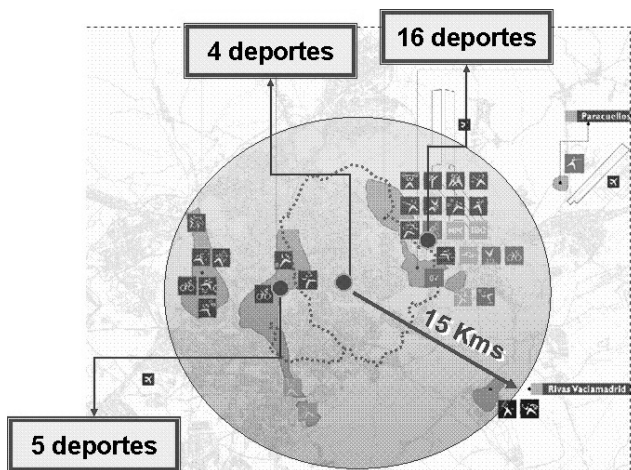 16 deportes
4 deportes
Paracuellos
15 Kms
Rivas Vaciamadrid
5 deportes